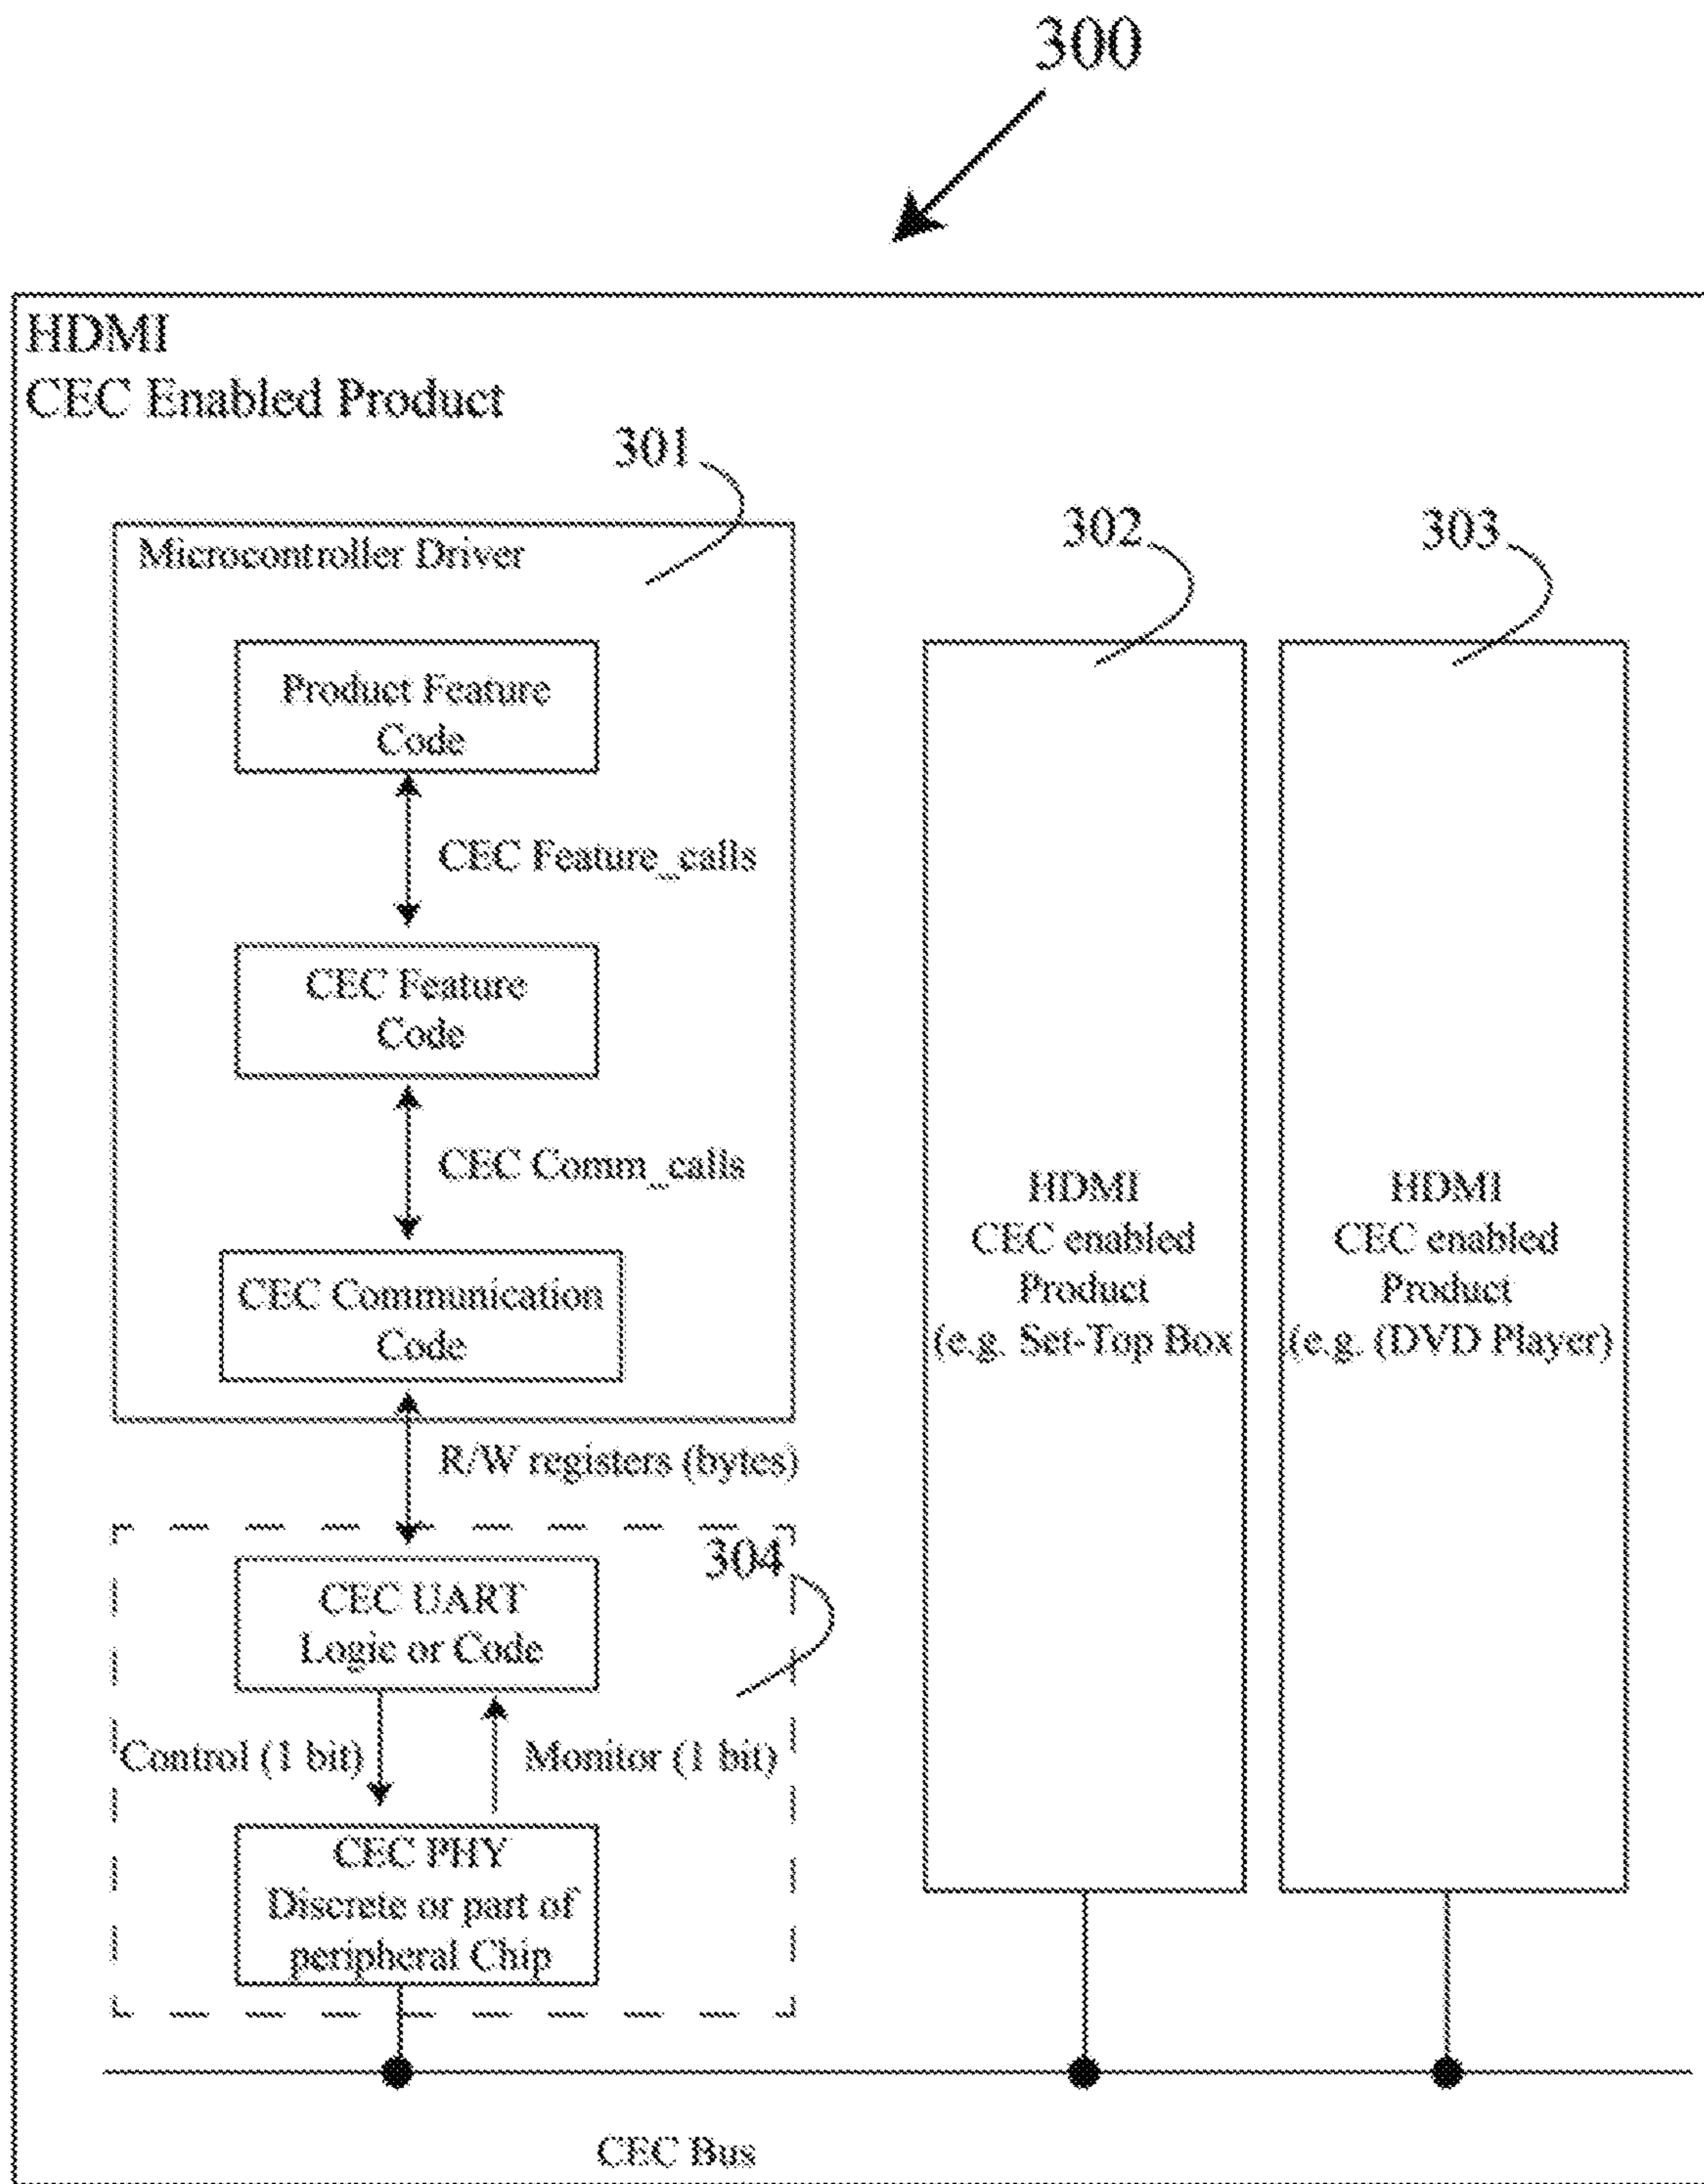 300
HDMI
CEC Enabled Product
301
302
303
Microcontroller Driver
Product Feature
Code
CEC Feature_calls
CEC Feature
Code
CEC Comm_calls
CEC Communication
Code
HDMI
CEC enabled
Product
(e.g. Set-Top Box
HDMI
CEC enabled
Product
(e.g. (DVD Player)
R/W registers (bytes)
304
CEC UART
Logic or Code
Control (1 bit)
Monitor (1 bit)
CEC PHY
Discrete or part of
peripheral Chip
CEC Bus